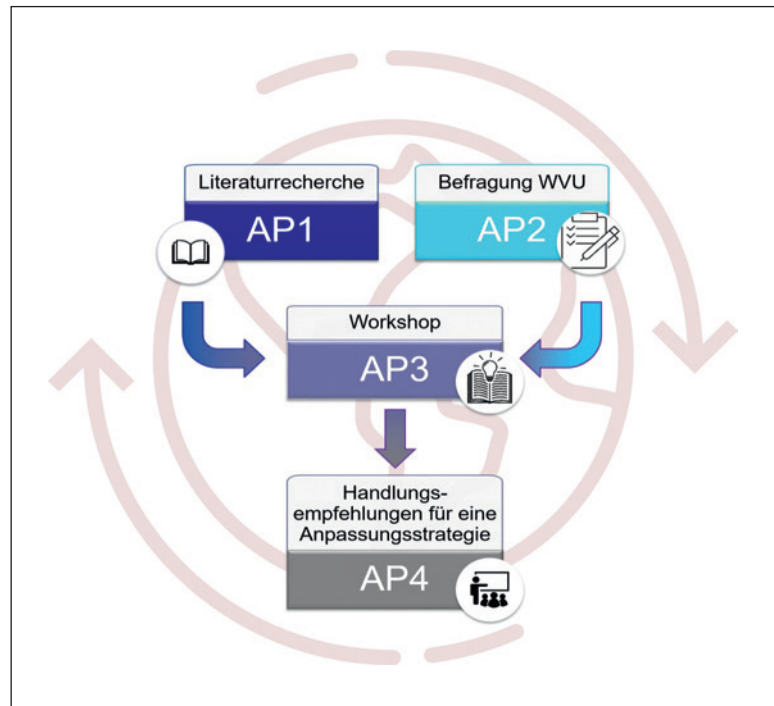 Literaturrecherche
AP1
Befragung WVU
AP2
Workshop
AP3
Handlungs-
empfehlungen für eine
Anpassungsstrategie
AP4